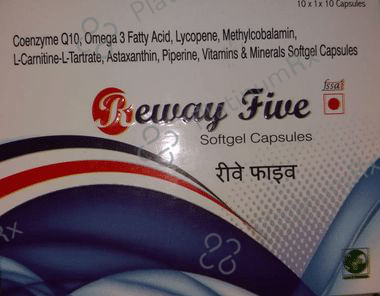 10 x 1 x 10 Capsules
Coenzyme Q10, Omega 3 Fatty Acid, Lycopene, Methylcobalamin,
L-Carnitine-L-Tartrate, Astaxanthin, Piperine, Vitamins & Minerals Softgel Capsules
fssai
Reway Five
Softgel Capsules
रीवे फाइव
PlatinumRx